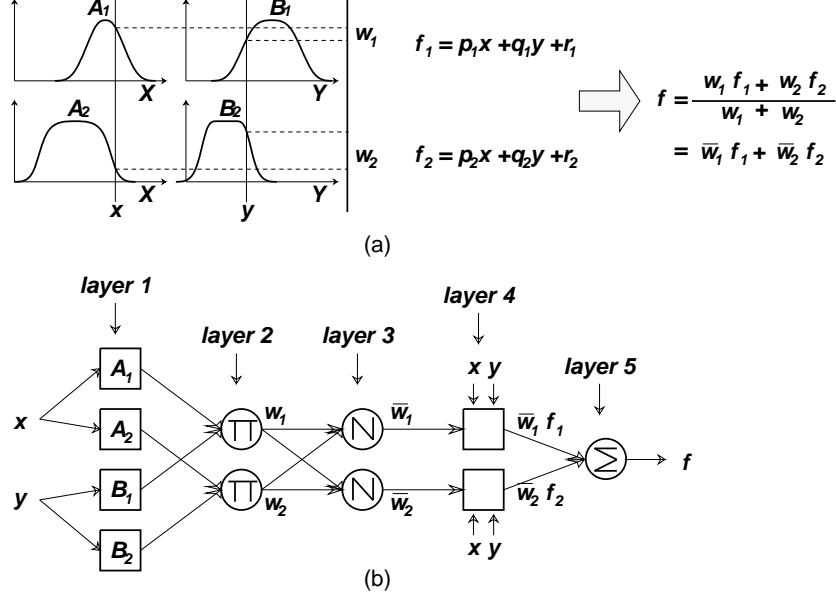 A1 B1
w1 f1 = p1x +q1y +r1
X Y
f = w1 f1 + w2 f2
w1 + w2
= w̅1 f1 + w̅2 f2
A2 B2
w2 f2 = p2x +q2y +r2
X Y
x y
(a)
layer 1
layer 2
layer 3
layer 4
layer 5
A1
A2
B1
B2
x
y
Π
Π
w1
w2
N
N
w̅1
w̅2
x y
x y
w̅1 f1
w̅2 f2
Σ
f
(b)